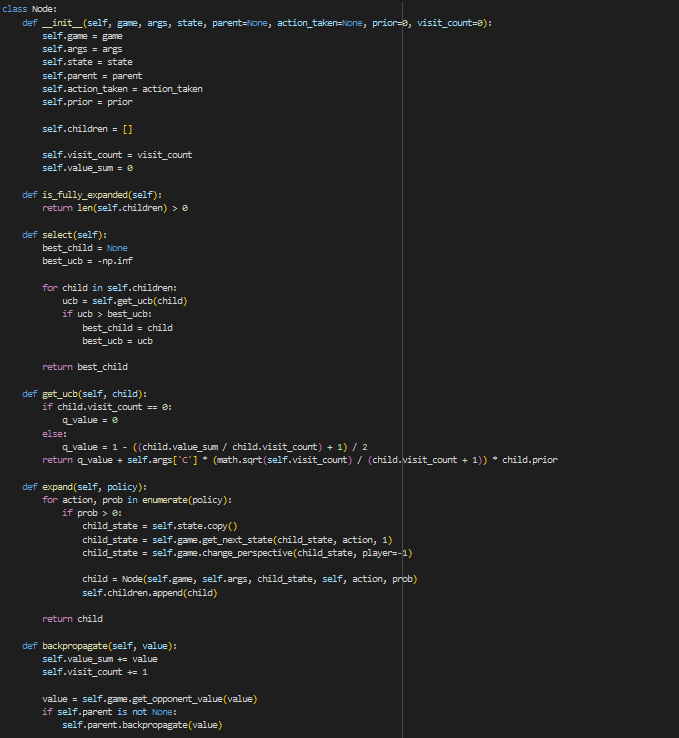 class Node:
    def __init__(self, game, args, state, parent=None, action_taken=None, prior=0, visit_count=0):
        self.game = game
        self.args = args
        self.state = state
        self.parent = parent
        self.action_taken = action_taken
        self.prior = prior

        self.children = []

        self.visit_count = visit_count
        self.value_sum = 0

    def is_fully_expanded(self):
        return len(self.children) > 0

    def select(self):
        best_child = None
        best_ucb = -np.inf

        for child in self.children:
            ucb = self.get_ucb(child)
            if ucb > best_ucb:
                best_child = child
                best_ucb = ucb

        return best_child

    def get_ucb(self, child):
        if child.visit_count == 0:
            q_value = 0
        else:
            q_value = 1 - ((child.value_sum / child.visit_count) + 1) / 2
        return q_value + self.args['C'] * (math.sqrt(self.visit_count) / (child.visit_count + 1)) * child.prior

    def expand(self, policy):
        for action, prob in enumerate(policy):
            if prob > 0:
                child_state = self.state.copy()
                child_state = self.game.get_next_state(child_state, action, 1)
                child_state = self.game.change_perspective(child_state, player=-1)

                child = Node(self.game, self.args, child_state, self, action, prob)
                self.children.append(child)

        return child

    def backpropagate(self, value):
        self.value_sum += value
        self.visit_count += 1

        value = self.game.get_opponent_value(value)
        if self.parent is not None:
            self.parent.backpropagate(value)